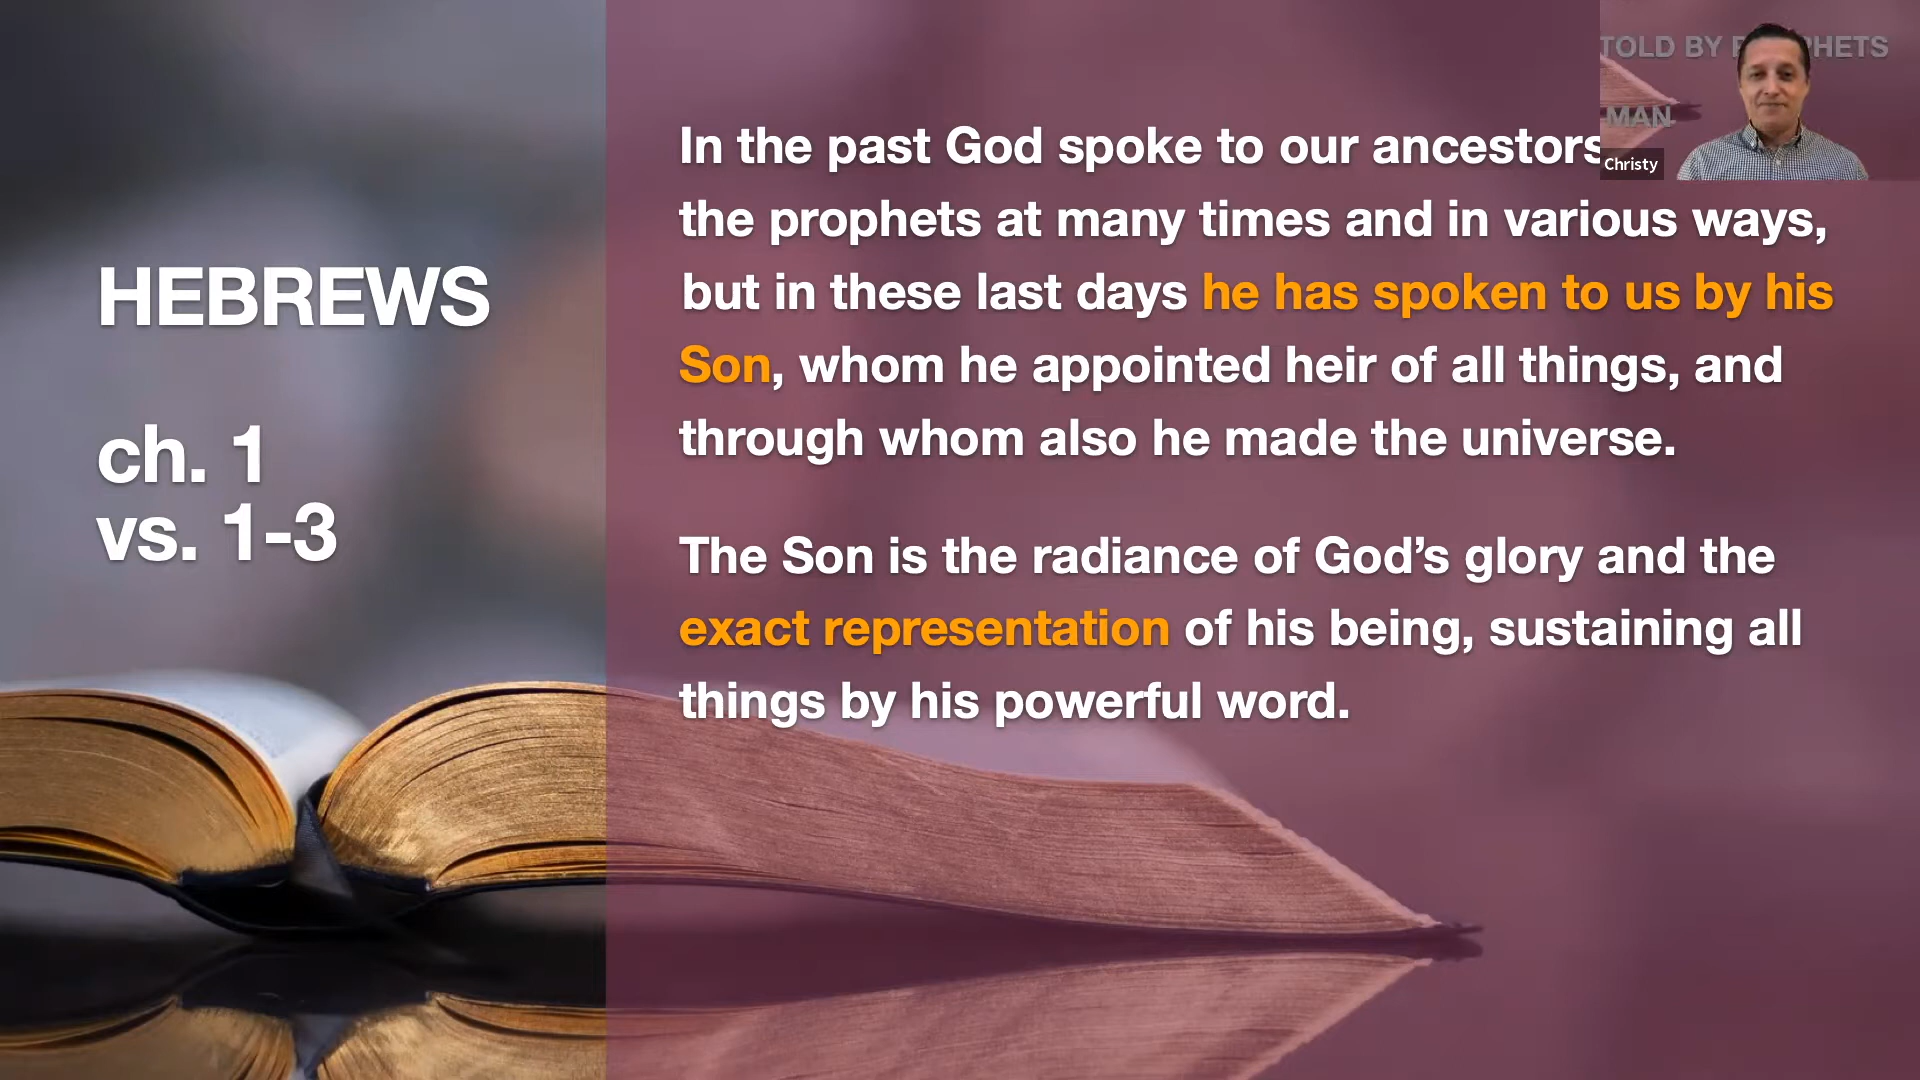 HEBREWS
ch. 1
vs. 1-3
In the past God spoke to our ancestors
the prophets at many times and in various ways,
but in these last days he has spoken to us by his
Son, whom he appointed heir of all things, and
through whom also he made the universe.
The Son is the radiance of God’s glory and the
exact representation of his being, sustaining all
things by his powerful word.
TOLD BY
MAN
Christy